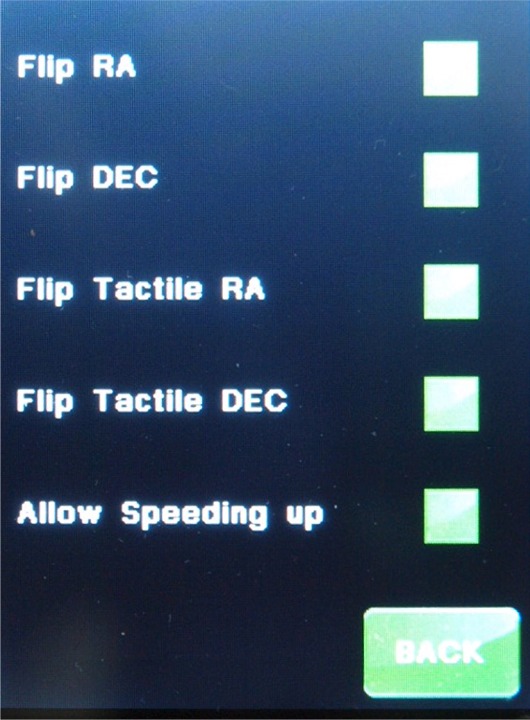 Flip RA
Flip DEC
Flip Tactile RA
Flip Tactile DEC
Allow Speeding up
BACK